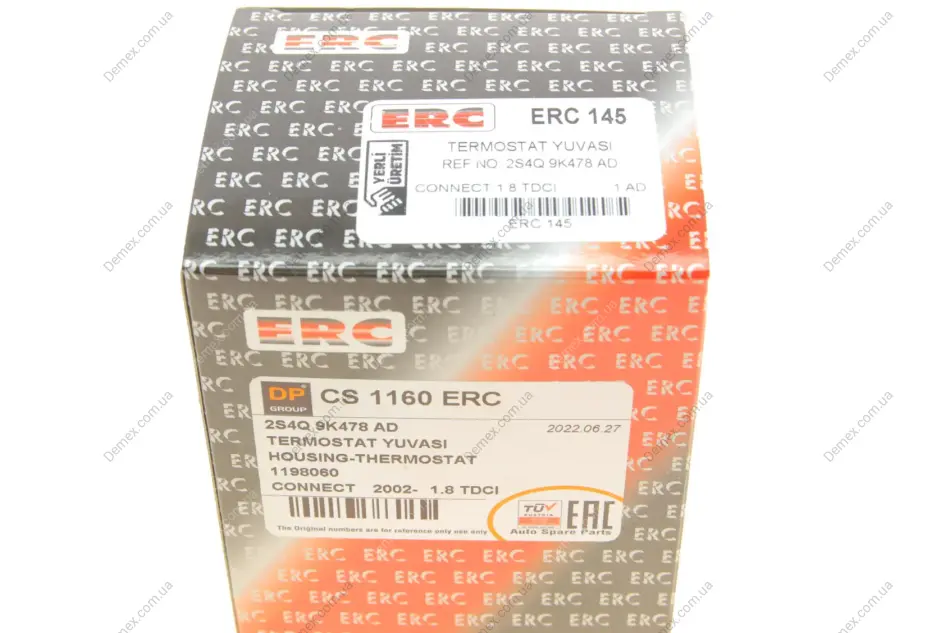 ERC
ERC ERC 145
TERMOSTAT YUVASI
REF NO. 2S4Q 9K478 AD
YERLİ
ÜRETİM
CONNECT 1.8 TDCI 1 AD
ERC 145
ERC
DP GROUP CS 1160 ERC
2S4Q 9K478 AD 2022.06.27
TERMOSTAT YUVASI
HOUSING-THERMOSTAT
1198060
CONNECT 2002- 1.8 TDCI
TÜV
AUSTRIA
EAC
The Original numbers are for reference only use only
Auto Spare Parts
Demex.com.ua